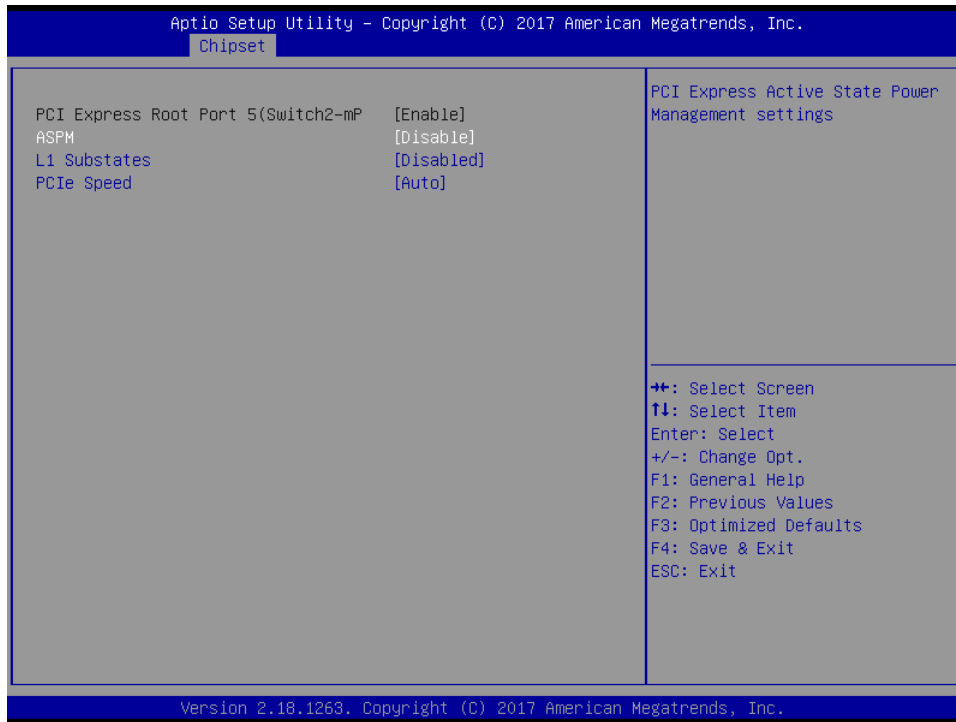 Aptio Setup Utility – Copyright (C) 2017 American Megatrends, Inc.
Chipset
PCI Express Root Port 5(Switch2-mP [Enable]
ASPM [Disable]
L1 Substates [Disabled]
PCIe Speed [Auto]
PCI Express Active State Power
Management settings
→←: Select Screen
↑↓: Select Item
Enter: Select
+/-: Change Opt.
F1: General Help
F2: Previous Values
F3: Optimized Defaults
F4: Save & Exit
ESC: Exit
Version 2.18.1263. Copyright (C) 2017 American Megatrends, Inc.